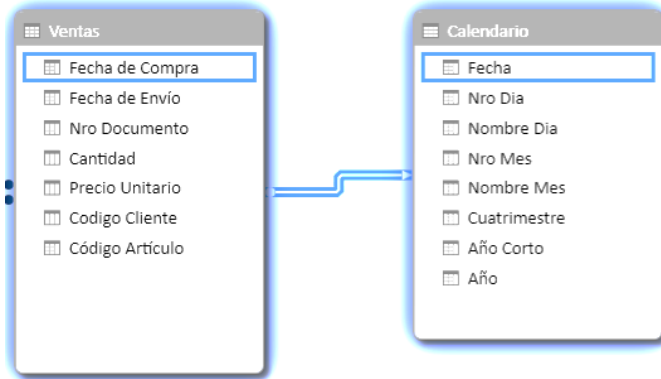 Ventas
Fecha de Compra
Fecha de Envío
Nro Documento
Cantidad
Precio Unitario
Codigo Cliente
Código Artículo
Calendario
Fecha
Nro Dia
Nombre Dia
Nro Mes
Nombre Mes
Cuatrimestre
Año Corto
Año